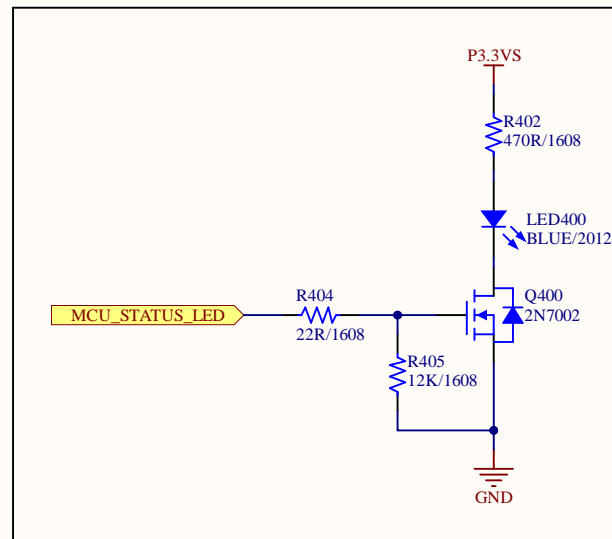 P3.3VS
R402
470R/1608
LED400
BLUE/2012
Q400
2N7002
MCU_STATUS_LED
R404
22R/1608
R405
12K/1608
GND